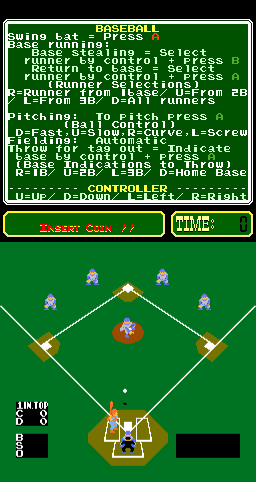 BASEBALL
Swing bat = Press A
Base running:
Base stealing = Select
runner by control + press B
Return to base = Select
runner by control + press A
(Runner Selections)
R=Runner from 1base/ U=From 2B
/ L=From 3B/ D=All runners
Pitching: To pitch press A
(Ball Control)
D=Fast,U=Slow,R=Curve,L=Screw
Fielding: Automatic
Throw for tag out = Indicate
base by control + press A
(Base Indications to Throw)
R=1B/ U=2B/ L=3B/ D=Home Base
---------- CONTROLLER ----------
U=Up/ D=Down/ L=Left/ R=Right
INSERT COIN !!
TIME: 0
1.IN.TOP
C 0
D 0
B
S
O